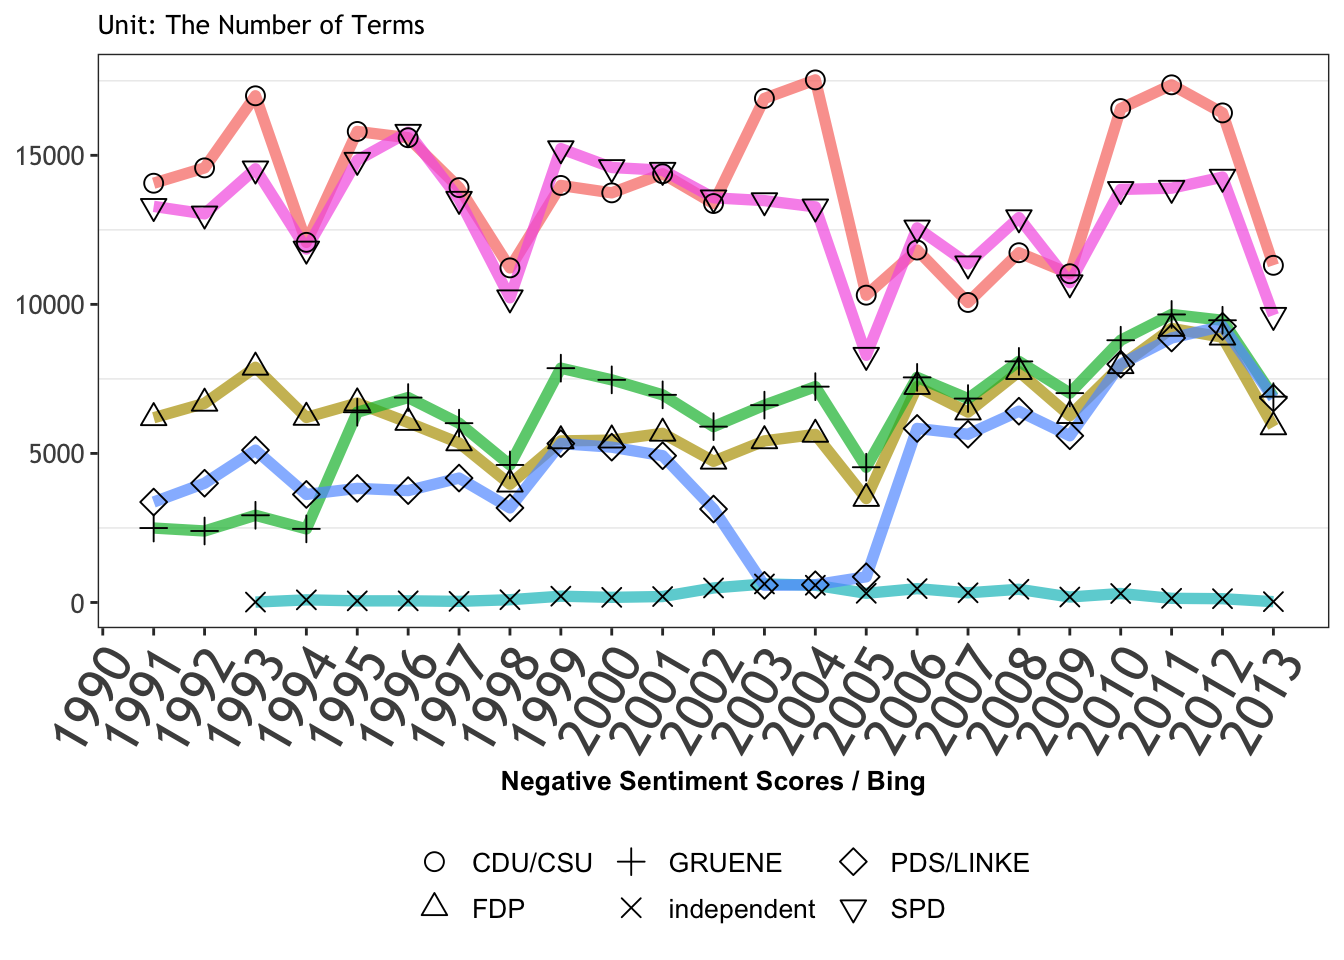 Unit: The Number of Terms
15000
10000
5000
0
1990 1991 1992 1993 1994 1995 1996 1997 1998 1999 2000 2001 2002 2003 2004 2005 2006 2007 2008 2009 2010 2011 2012 2013
Negative Sentiment Scores / Bing
CDU/CSU GRUENE PDS/LINKE
FDP independent SPD